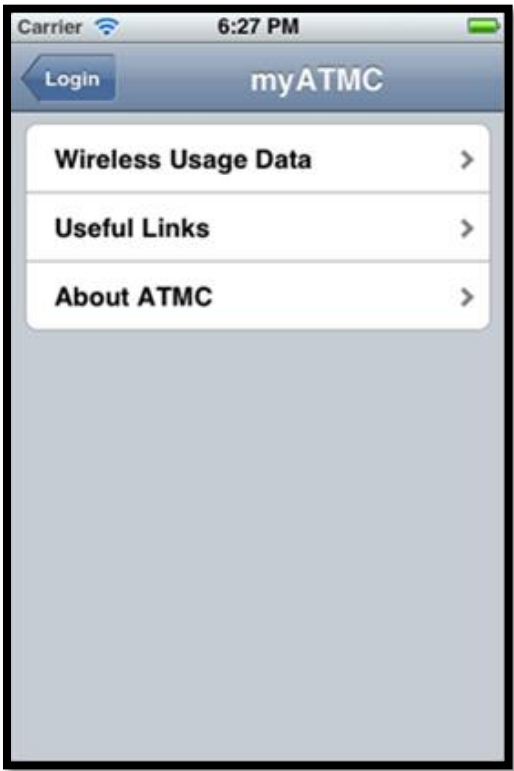 Carrier 6:27 PM
Login myATMC
Wireless Usage Data
Useful Links
About ATMC